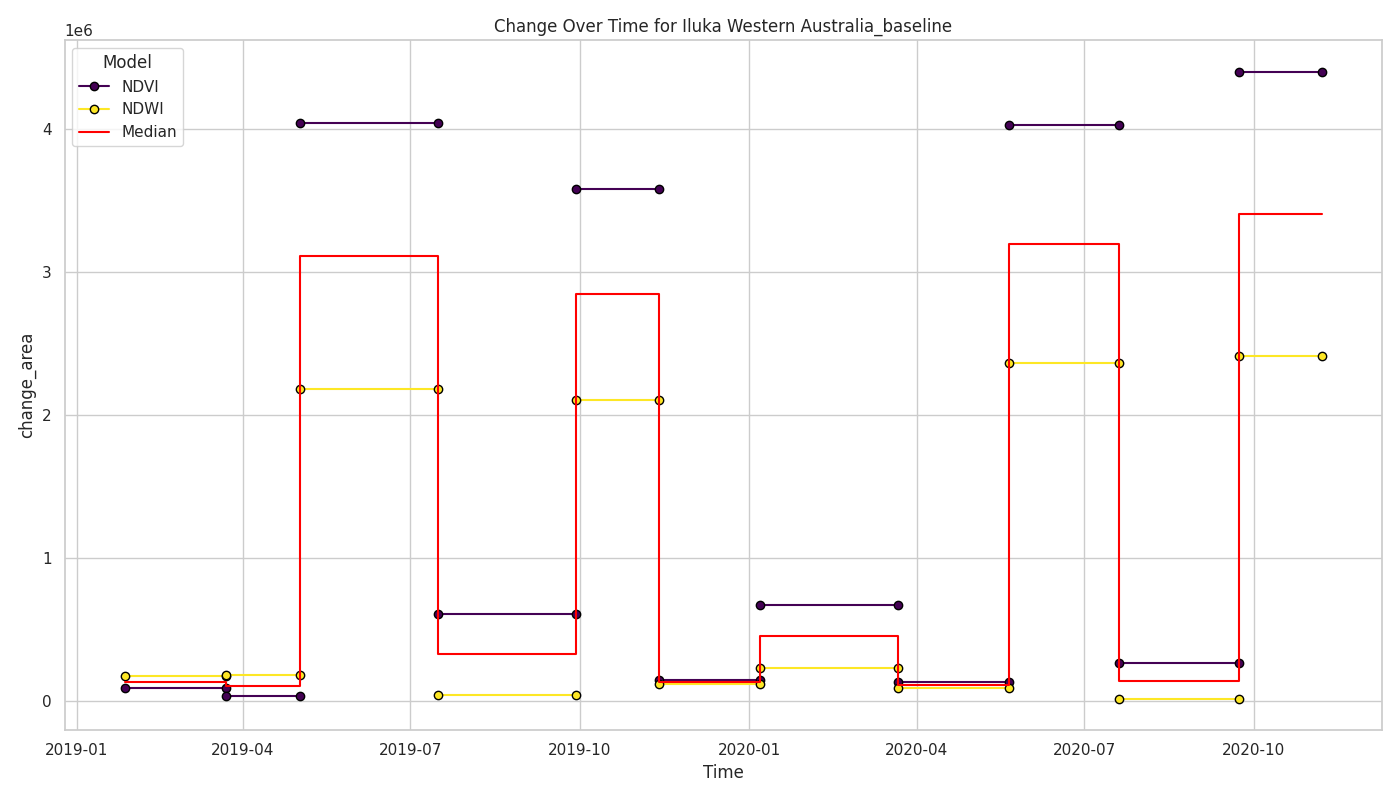 Change Over Time for Iluka Western Australia_baseline
1e6
Model
NDVI
NDWI
Median
4
3
2
1
0
change_area
2019-01
2019-04
2019-07
2019-10
2020-01
2020-04
2020-07
2020-10
Time